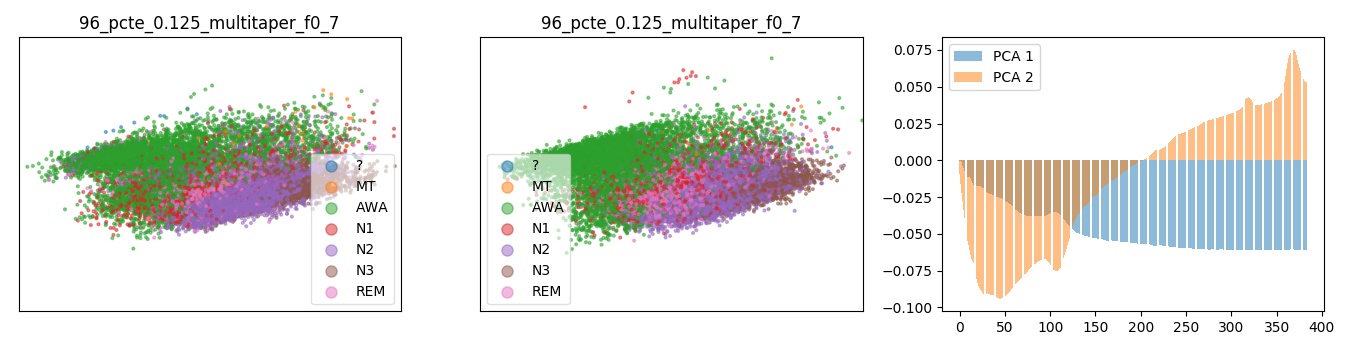 96_pcte_0.125_multitaper_f0_7
?
MT
AWA
N1
N2
N3
REM
96_pcte_0.125_multitaper_f0_7
?
MT
AWA
N1
N2
N3
REM
PCA 1
PCA 2
0.075
0.050
0.025
0.000
−0.025
−0.050
−0.075
−0.100
0 50 100 150 200 250 300 350 400